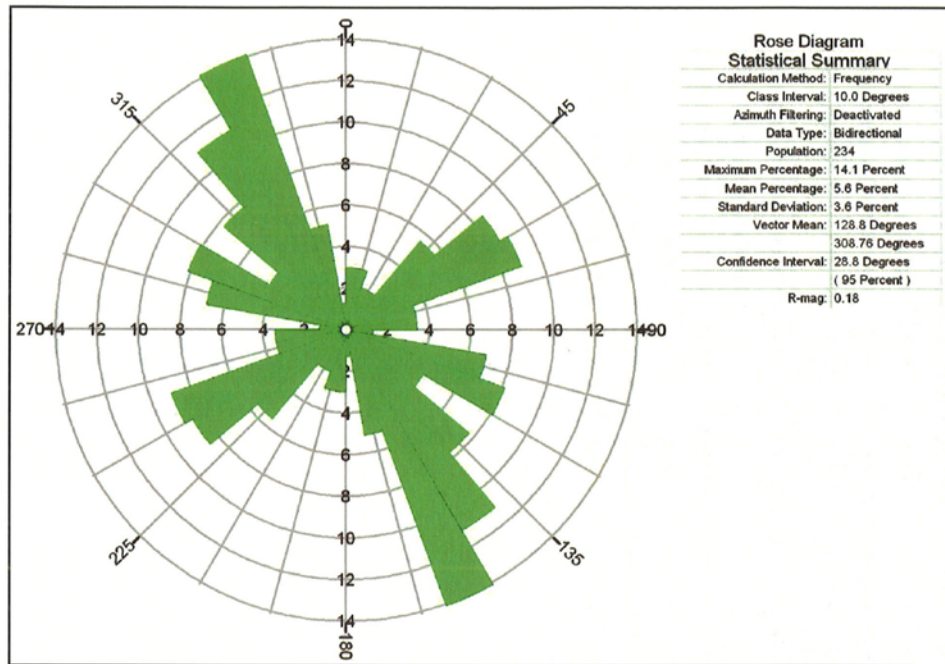 Rose Diagram
Statistical Summary
Calculation Method: Frequency
Class Interval: 10.0 Degrees
Azimuth Filtering: Deactivated
Data Type: Bidirectional
Population: 234
Maximum Percentage: 14.1 Percent
Mean Percentage: 5.6 Percent
Standard Deviation: 3.6 Percent
Vector Mean: 128.8 Degrees
308.76 Degrees
Confidence Interval: 28.8 Degrees
( 95 Percent )
R-mag: 0.18
0
14
12
10
8
6
4
2
315
45
270 14 12 10 8 6 4 2 2 4 6 8 10 12 14 90
2
4
6
8
10
12
14
225
135
180